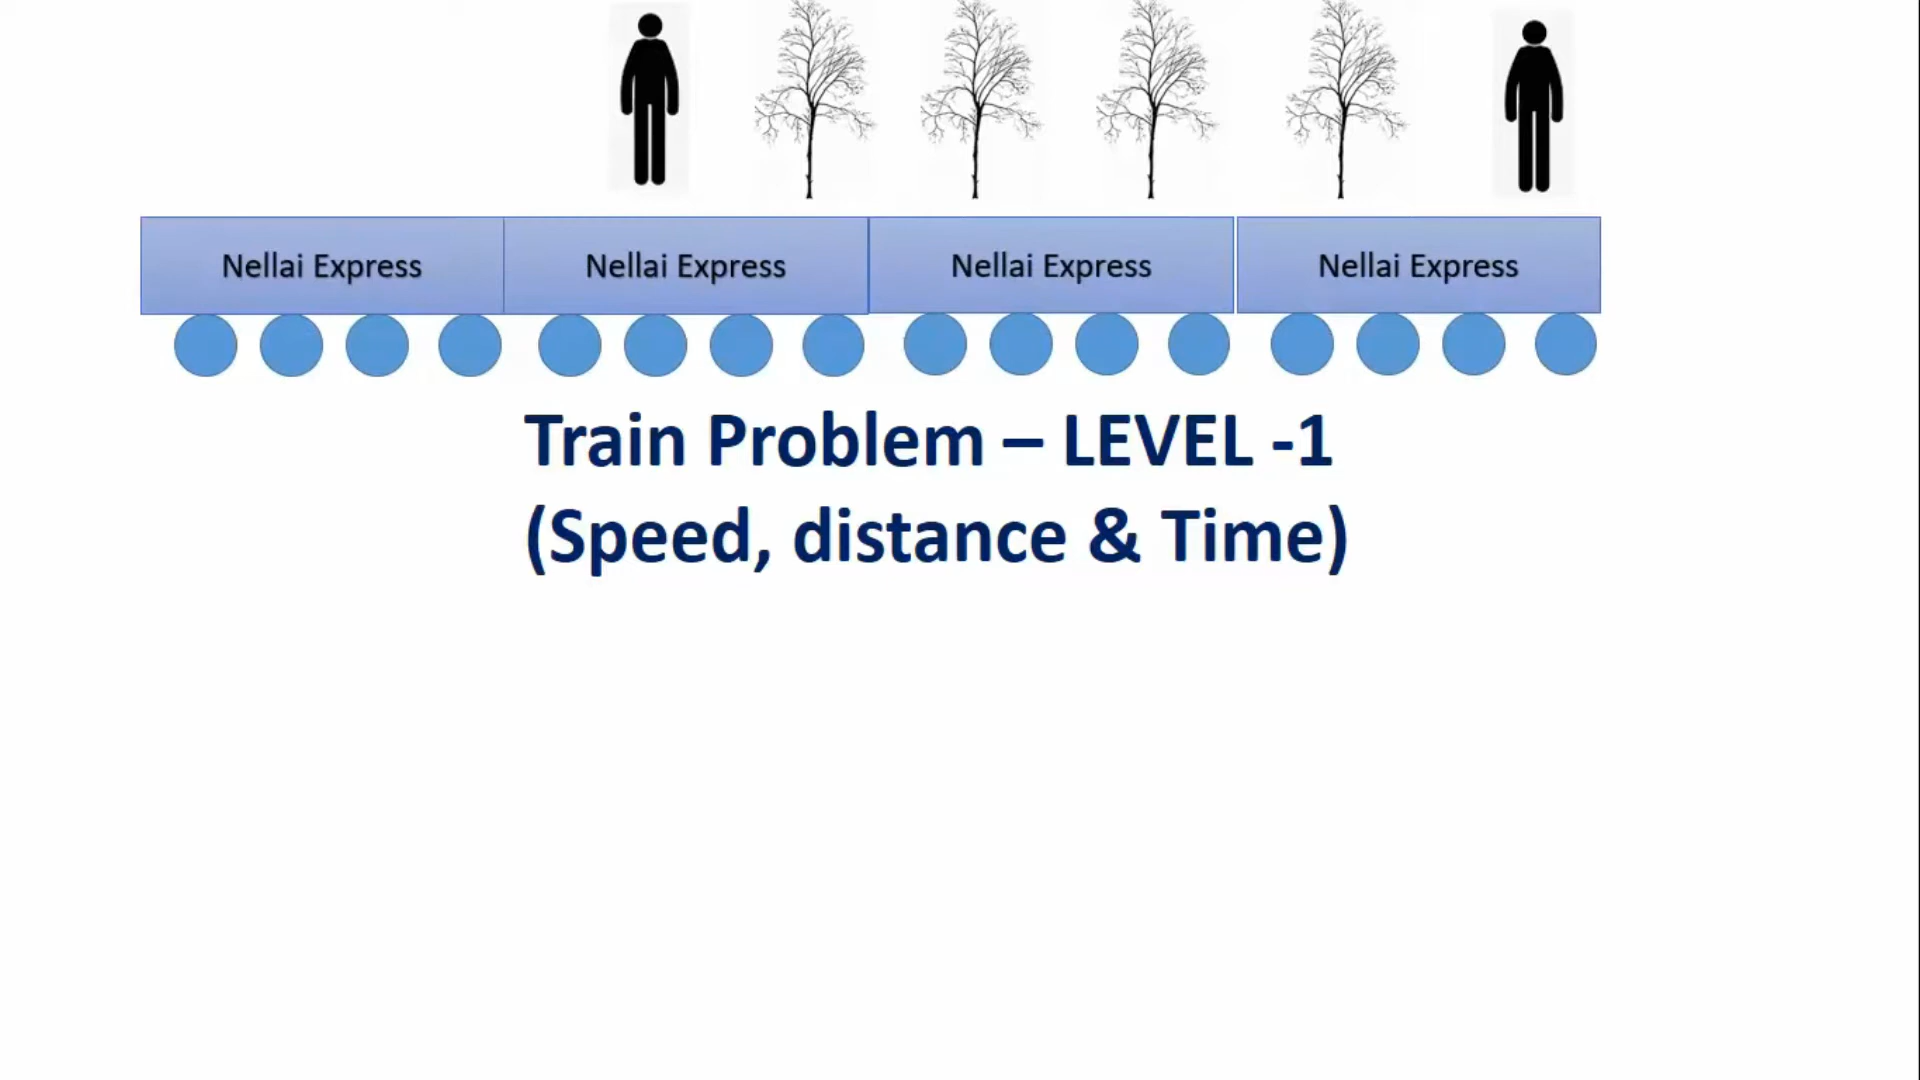 Nellai Express Nellai Express Nellai Express Nellai Express
Train Problem – LEVEL -1
(Speed, distance & Time)